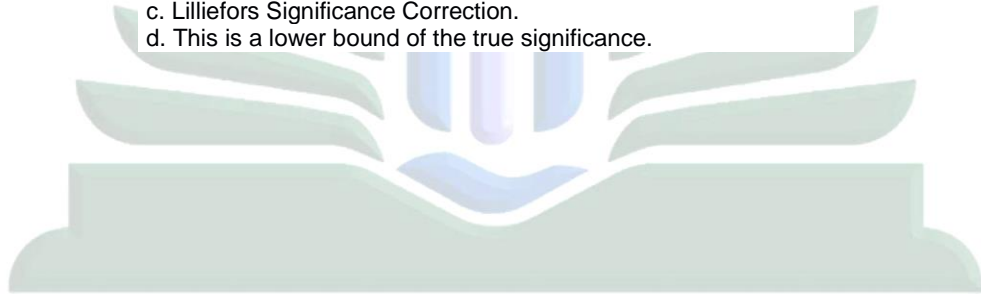 c. Lilliefors Significance Correction.
d. This is a lower bound of the true significance.